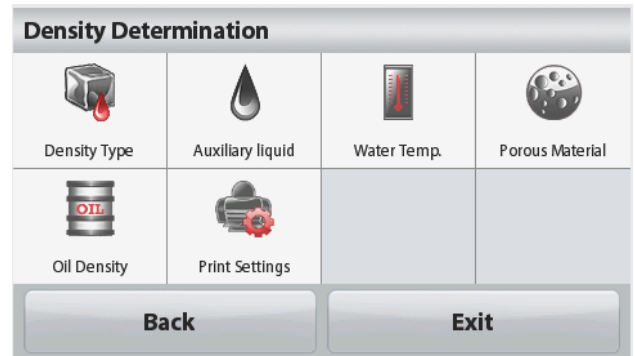 Density Determination
Density Type
Auxiliary liquid
Water Temp.
Porous Material
OIL
Oil Density
Print Settings
Back
Exit